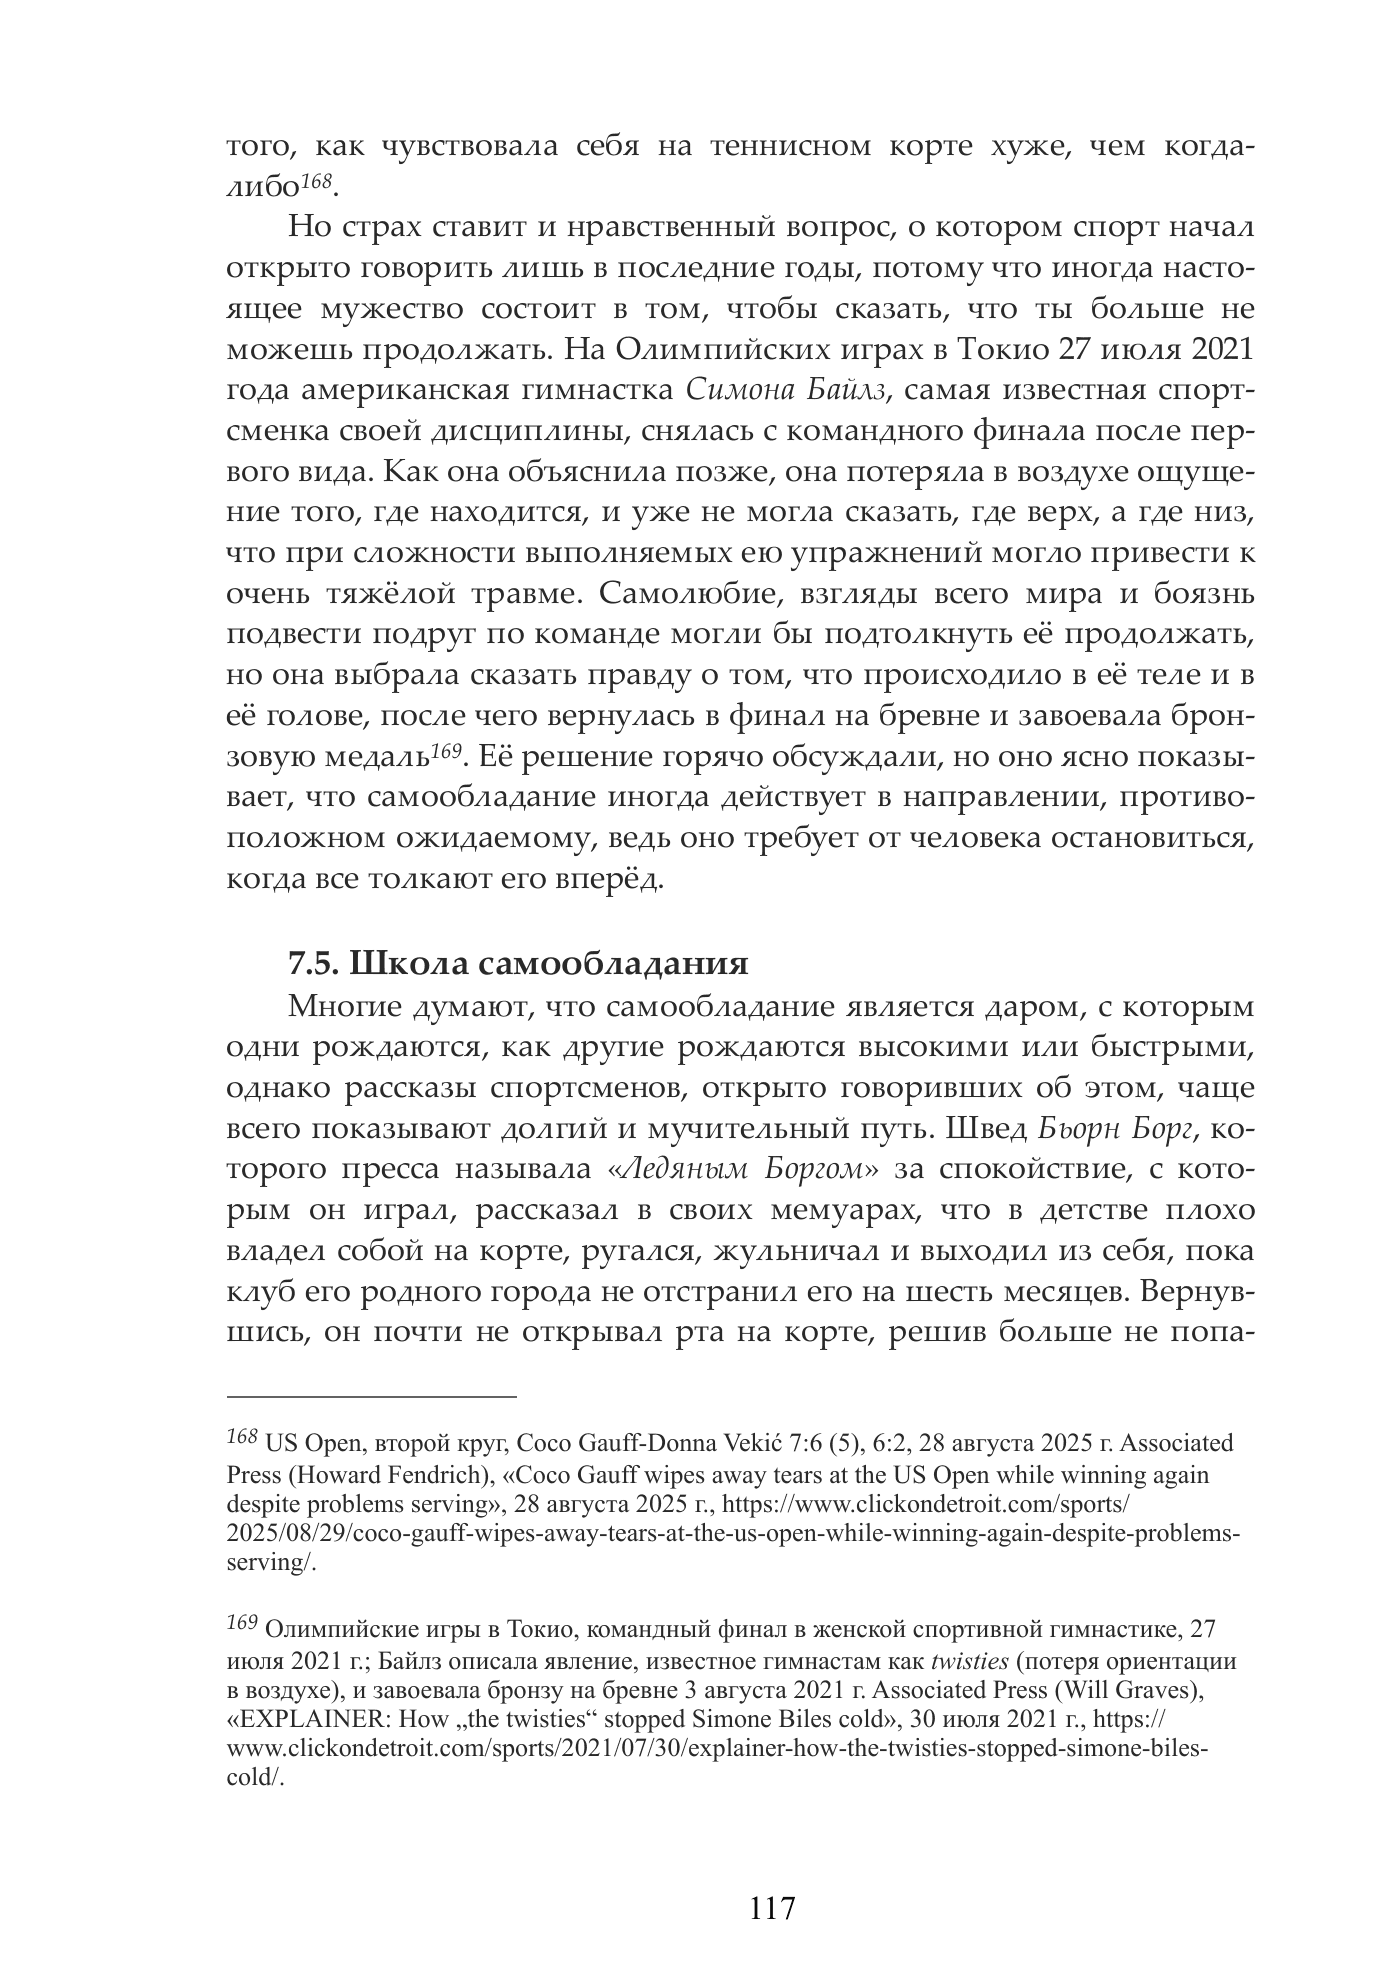 того, как чувствовала себя на теннисном корте хуже, чем когда-
либо168.
Но страх ставит и нравственный вопрос, о котором спорт начал
открыто говорить лишь в последние годы, потому что иногда насто-
ящее мужество состоит в том, чтобы сказать, что ты больше не
можешь продолжать. На Олимпийских играх в Токио 27 июля 2021
года американская гимнастка Симона Байлз, самая известная спорт-
сменка своей дисциплины, снялась с командного финала после пер-
вого вида. Как она объяснила позже, она потеряла в воздухе ощуще-
ние того, где находится, и уже не могла сказать, где верх, а где низ,
что при сложности выполняемых ею упражнений могло привести к
очень тяжёлой травме. Самолюбие, взгляды всего мира и боязнь
подвести подруг по команде могли бы подтолкнуть её продолжать,
но она выбрала сказать правду о том, что происходило в её теле и в
её голове, после чего вернулась в финал на бревне и завоевала брон-
зовую медаль169. Её решение горячо обсуждали, но оно ясно показы-
вает, что самообладание иногда действует в направлении, противо-
положном ожидаемому, ведь оно требует от человека остановиться,
когда все толкают его вперёд.
7.5. Школа самообладания
Многие думают, что самообладание является даром, с которым
одни рождаются, как другие рождаются высокими или быстрыми,
однако рассказы спортсменов, открыто говоривших об этом, чаще
всего показывают долгий и мучительный путь. Швед Бьорн Борг, ко-
торого пресса называла «Ледяным Боргом» за спокойствие, с кото-
рым он играл, рассказал в своих мемуарах, что в детстве плохо
владел собой на корте, ругался, жульничал и выходил из себя, пока
клуб его родного города не отстранил его на шесть месяцев. Вернув-
шись, он почти не открывал рта на корте, решив больше не попа-
168 US Open, второй круг, Coco Gauff-Donna Vekić 7:6 (5), 6:2, 28 августа 2025 г. Associated
Press (Howard Fendrich), «Coco Gauff wipes away tears at the US Open while winning again
despite problems serving», 28 августа 2025 г., https://www.clickondetroit.com/sports/
2025/08/29/coco-gauff-wipes-away-tears-at-the-us-open-while-winning-again-despite-problems-
serving/.
169 Олимпийские игры в Токио, командный финал в женской спортивной гимнастике, 27
июля 2021 г.; Байлз описала явление, известное гимнастам как twisties (потеря ориентации
в воздухе), и завоевала бронзу на бревне 3 августа 2021 г. Associated Press (Will Graves),
«EXPLAINER: How „the twisties“ stopped Simone Biles cold», 30 июля 2021 г., https://
www.clickondetroit.com/sports/2021/07/30/explainer-how-the-twisties-stopped-simone-biles-
cold/.
117